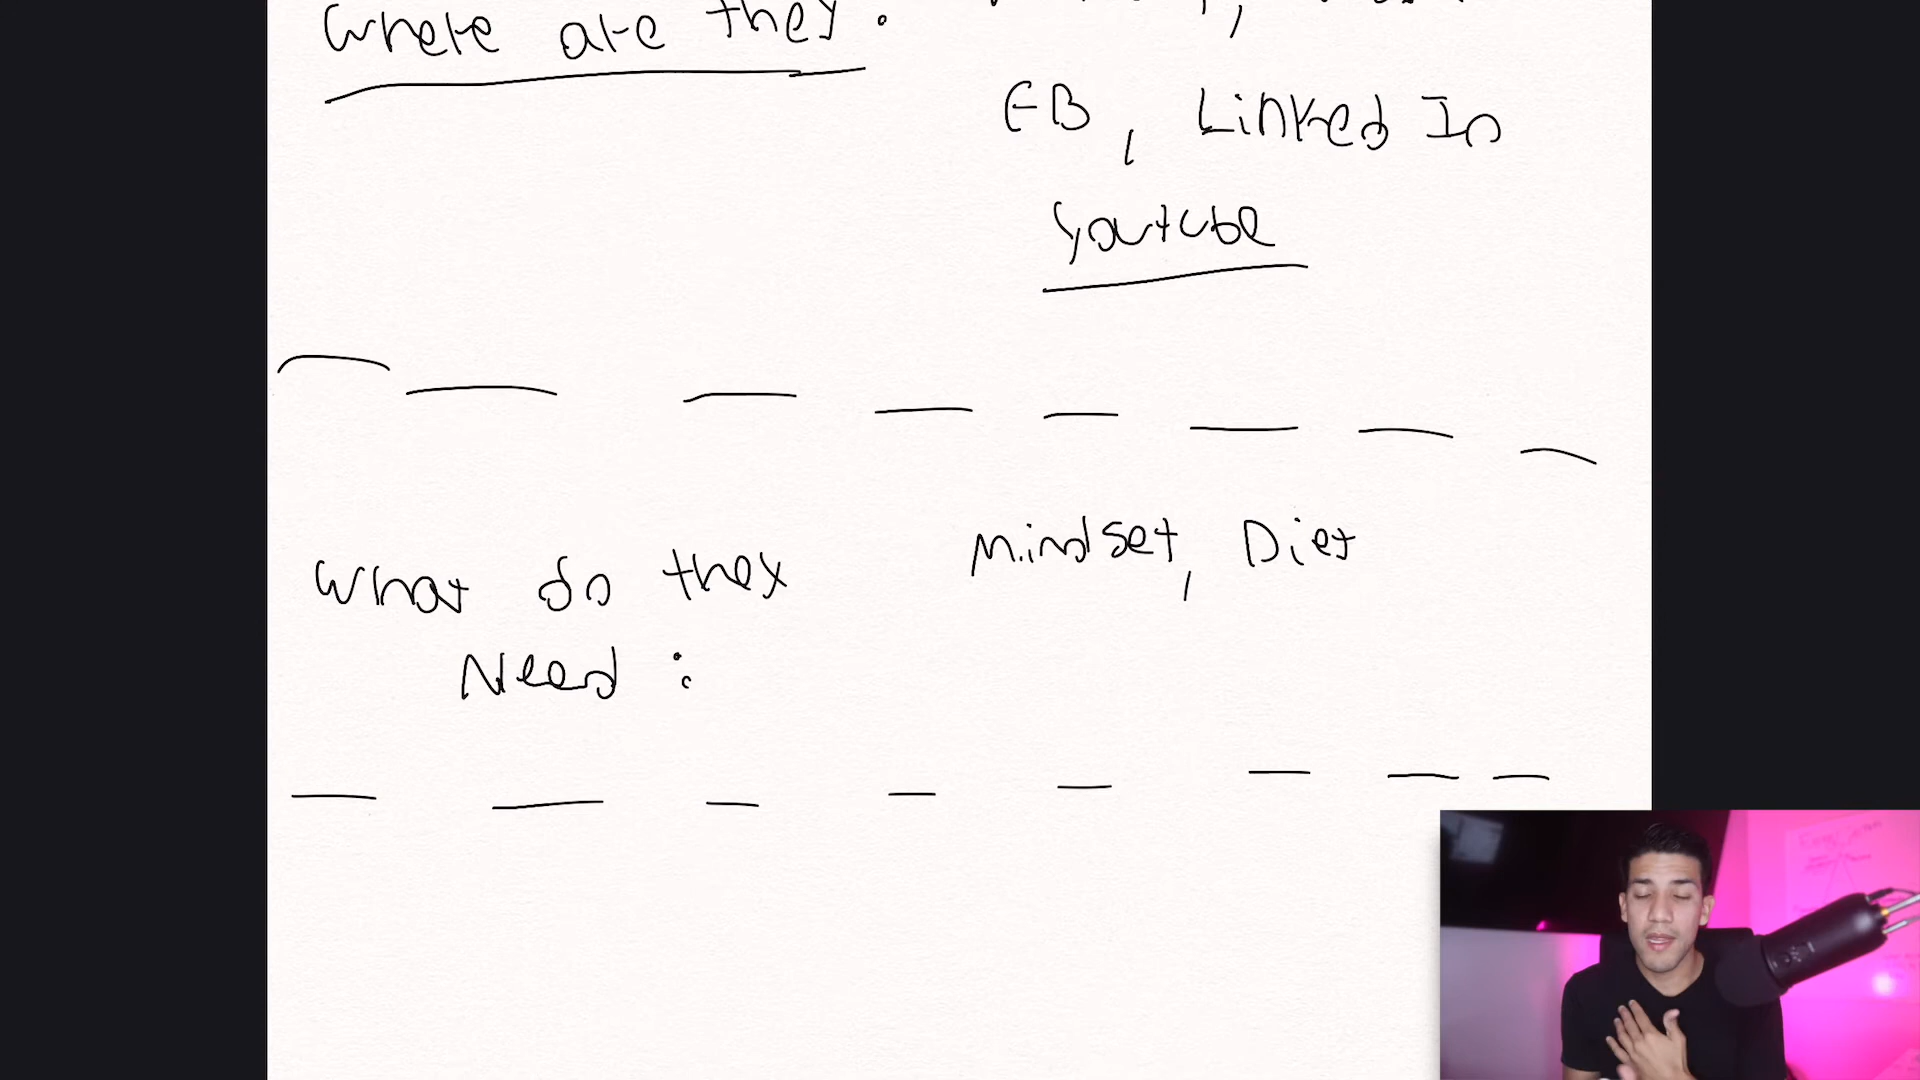 Where are they:
FB, Linked In
Youtube
What do they
Need :
Mindset, Diet